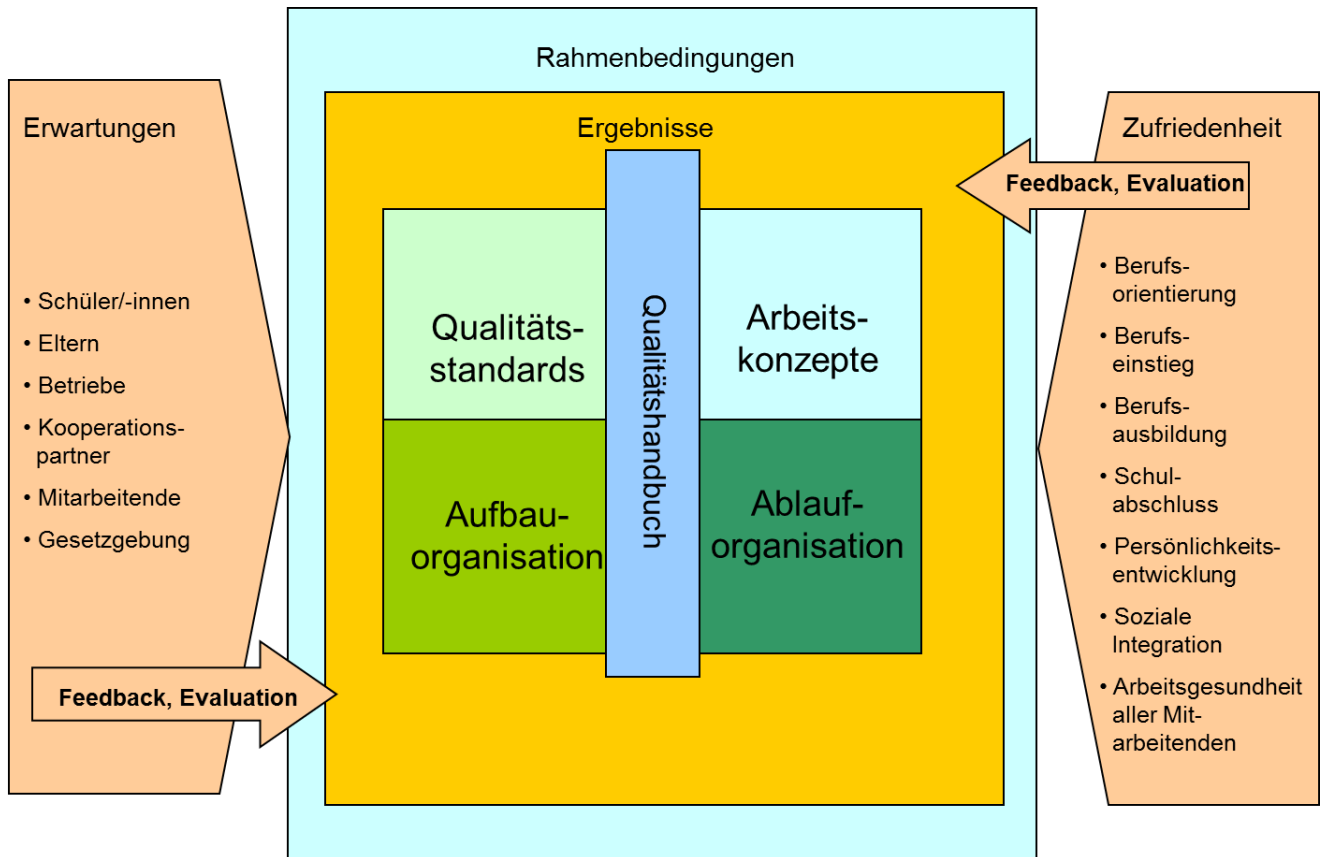 Rahmenbedingungen
Erwartungen
• Schüler/-innen
• Eltern
• Betriebe
• Kooperations-
partner
• Mitarbeitende
• Gesetzgebung
Feedback, Evaluation
Ergebnisse
Qualitäts-
standards
Arbeits-
konzepte
Qualitätshandbuch
Aufbau-
organisation
Ablauf-
organisation
Zufriedenheit
Feedback, Evaluation
• Berufs-
orientierung
• Berufs-
einstieg
• Berufs-
ausbildung
• Schul-
abschluss
• Persönlichkeits-
entwicklung
• Soziale
Integration
• Arbeitsgesundheit
aller Mit-
arbeitenden